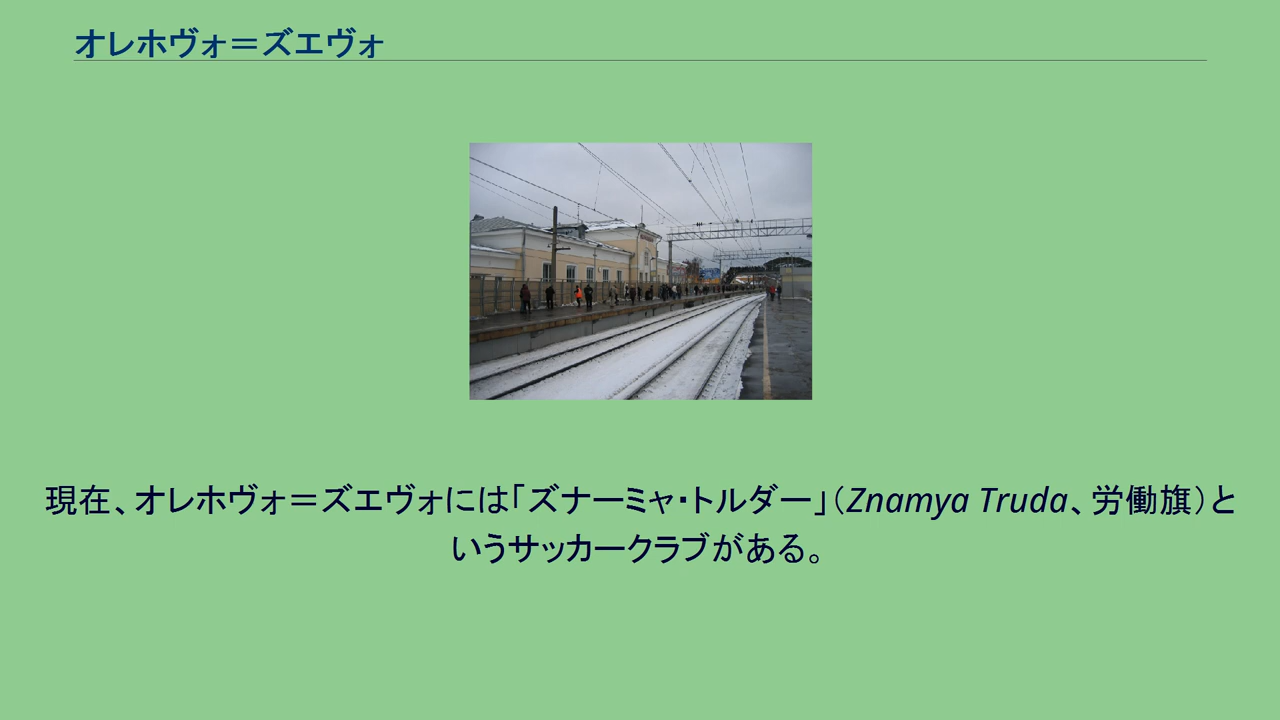 オレホヴォ＝ズエヴォ
現在、オレホヴォ＝ズエヴォには「ズナーミャ・トルダー」（Znamya Truda、労働旗）と
いうサッカークラブがある。